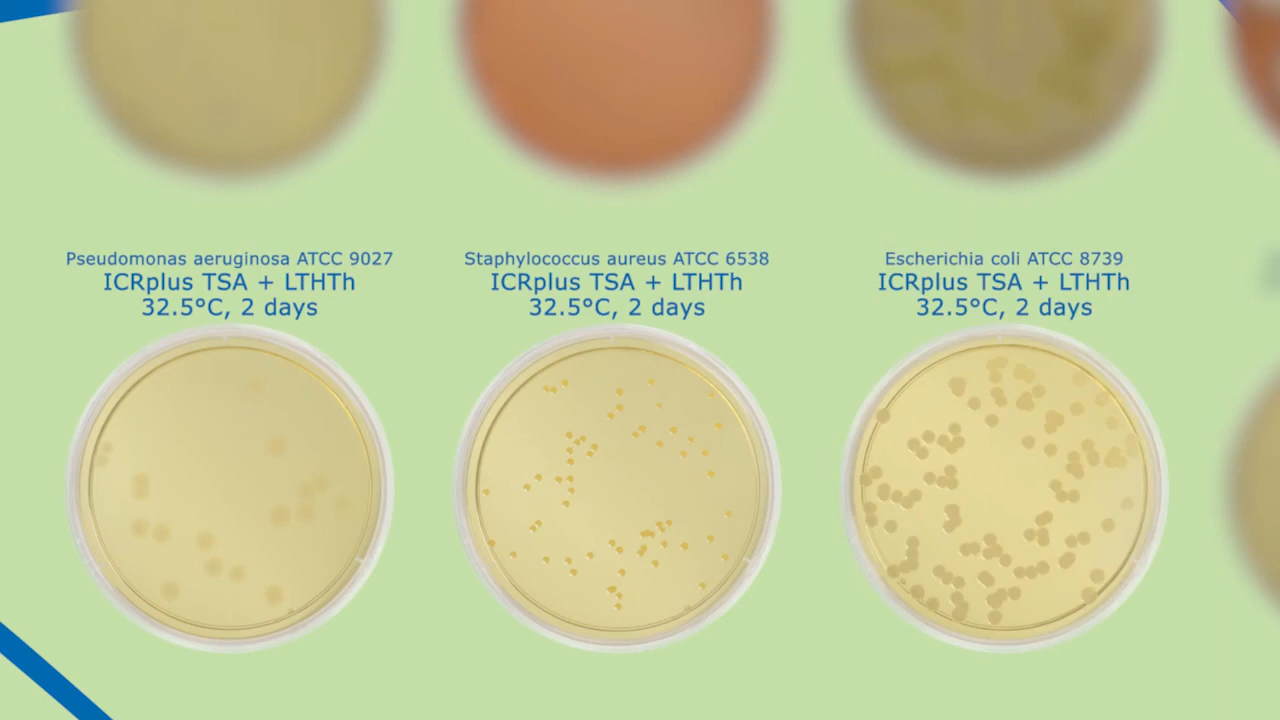 Pseudomonas aeruginosa ATCC 9027
ICRplus TSA + LTHTh
32.5°C, 2 days
Staphylococcus aureus ATCC 6538
ICRplus TSA + LTHTh
32.5°C, 2 days
Escherichia coli ATCC 8739
ICRplus TSA + LTHTh
32.5°C, 2 days